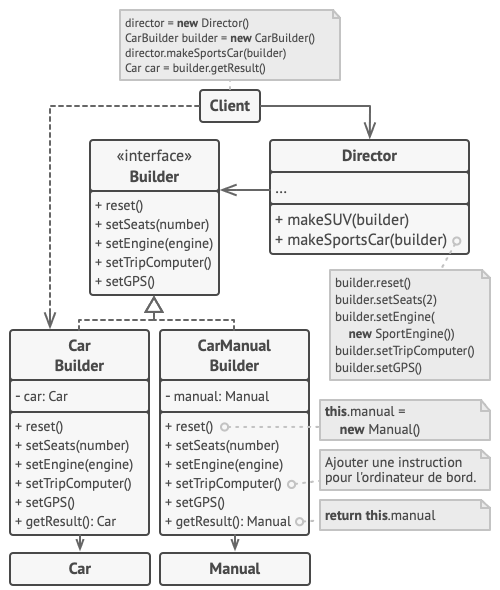 director = new Director()
CarBuilder builder = new CarBuilder()
director.makeSportsCar(builder)
Car car = builder.getResult()
Client
«interface»
Builder
+ reset()
+ setSeats(number)
+ setEngine(engine)
+ setTripComputer()
+ setGPS()
Director
...
+ makeSUV(builder)
+ makeSportsCar(builder)
builder.reset()
builder.setSeats(2)
builder.setEngine(
new SportEngine())
builder.setTripComputer()
builder.setGPS()
Car
Builder
- car: Car
+ reset()
+ setSeats(number)
+ setEngine(engine)
+ setTripComputer()
+ setGPS()
+ getResult(): Car
CarManual
Builder
- manual: Manual
+ reset()
+ setSeats(number)
+ setEngine(engine)
+ setTripComputer()
+ setGPS()
+ getResult(): Manual
this.manual =
new Manual()
Ajouter une instruction
pour l'ordinateur de bord.
return this.manual
Car
Manual